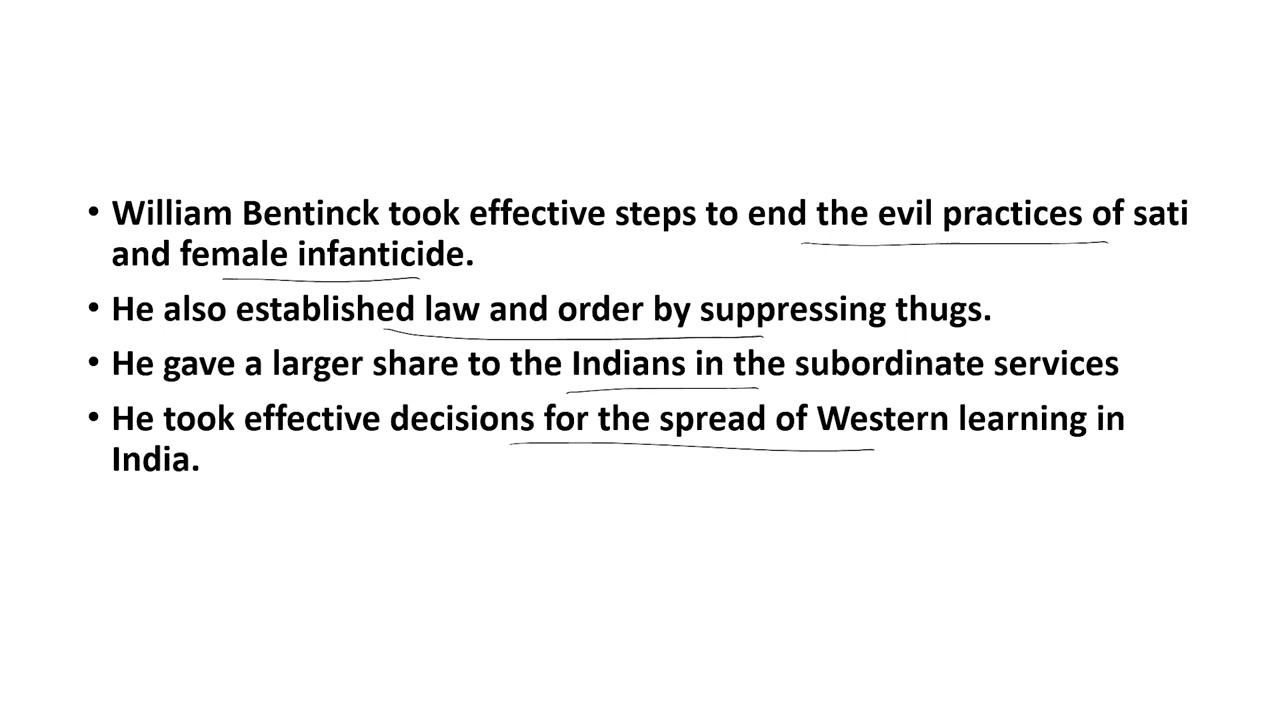 • William Bentinck took effective steps to end the evil practices of sati
and female infanticide.
• He also established law and order by suppressing thugs.
• He gave a larger share to the Indians in the subordinate services
• He took effective decisions for the spread of Western learning in
India.